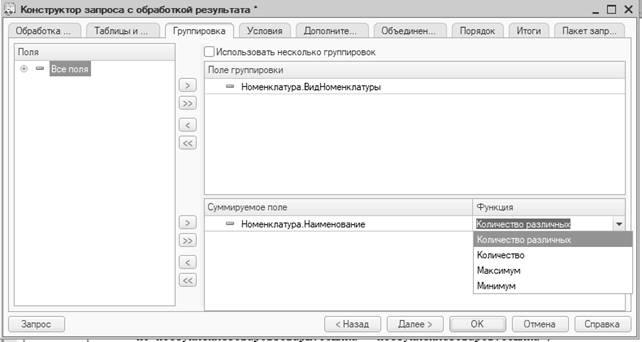 Конструктор запроса с обработкой результата *
Обработка ... Таблицы и ... Группировка Условия Дополните... Объединен... Порядок Итоги Пакет запр...
Поля
Все поля
Использовать несколько группировок
Поле группировки
Номенклатура.ВидНоменклатуры
>
>>
<
<<
Суммируемое поле Функция
Номенклатура.Наименование Количество различных
Количество различных
Количество
Максимум
Минимум
>
>>
<
<<
Запрос < Назад Далее > OK Отмена Справка